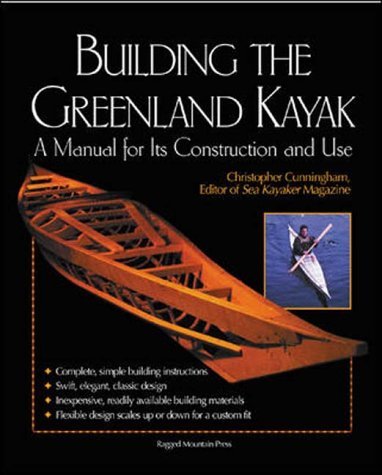 BUILDING THE
GREENLAND KAYAK
A Manual for Its Construction and Use
Christopher Cunningham,
Editor of Sea Kayaker Magazine
✦ Complete, simple building instructions
✦ Swift, elegant, classic design
✦ Inexpensive, readily available building materials
✦ Flexible design scales up or down for a custom fit
Ragged Mountain Press